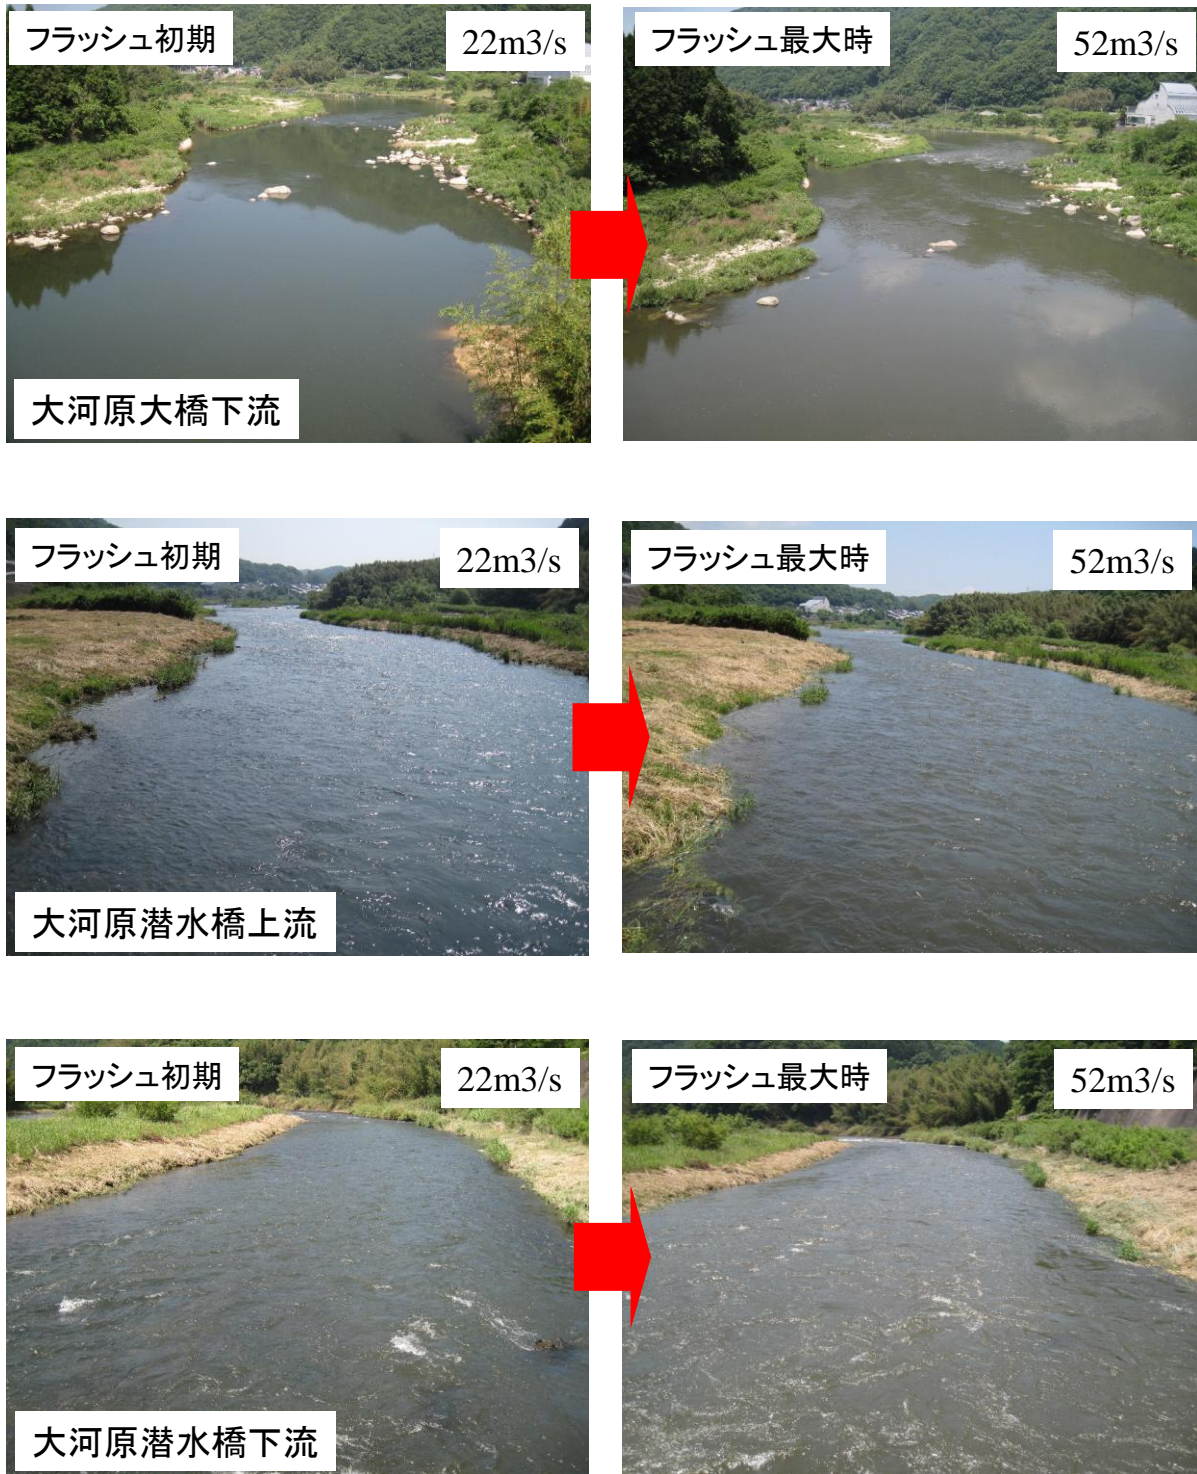 フラッシュ初期
22m3/s
フラッシュ最大時
52m3/s
大河原大橋下流
フラッシュ初期
22m3/s
フラッシュ最大時
52m3/s
大河原潜水橋上流
フラッシュ初期
22m3/s
フラッシュ最大時
52m3/s
大河原潜水橋下流